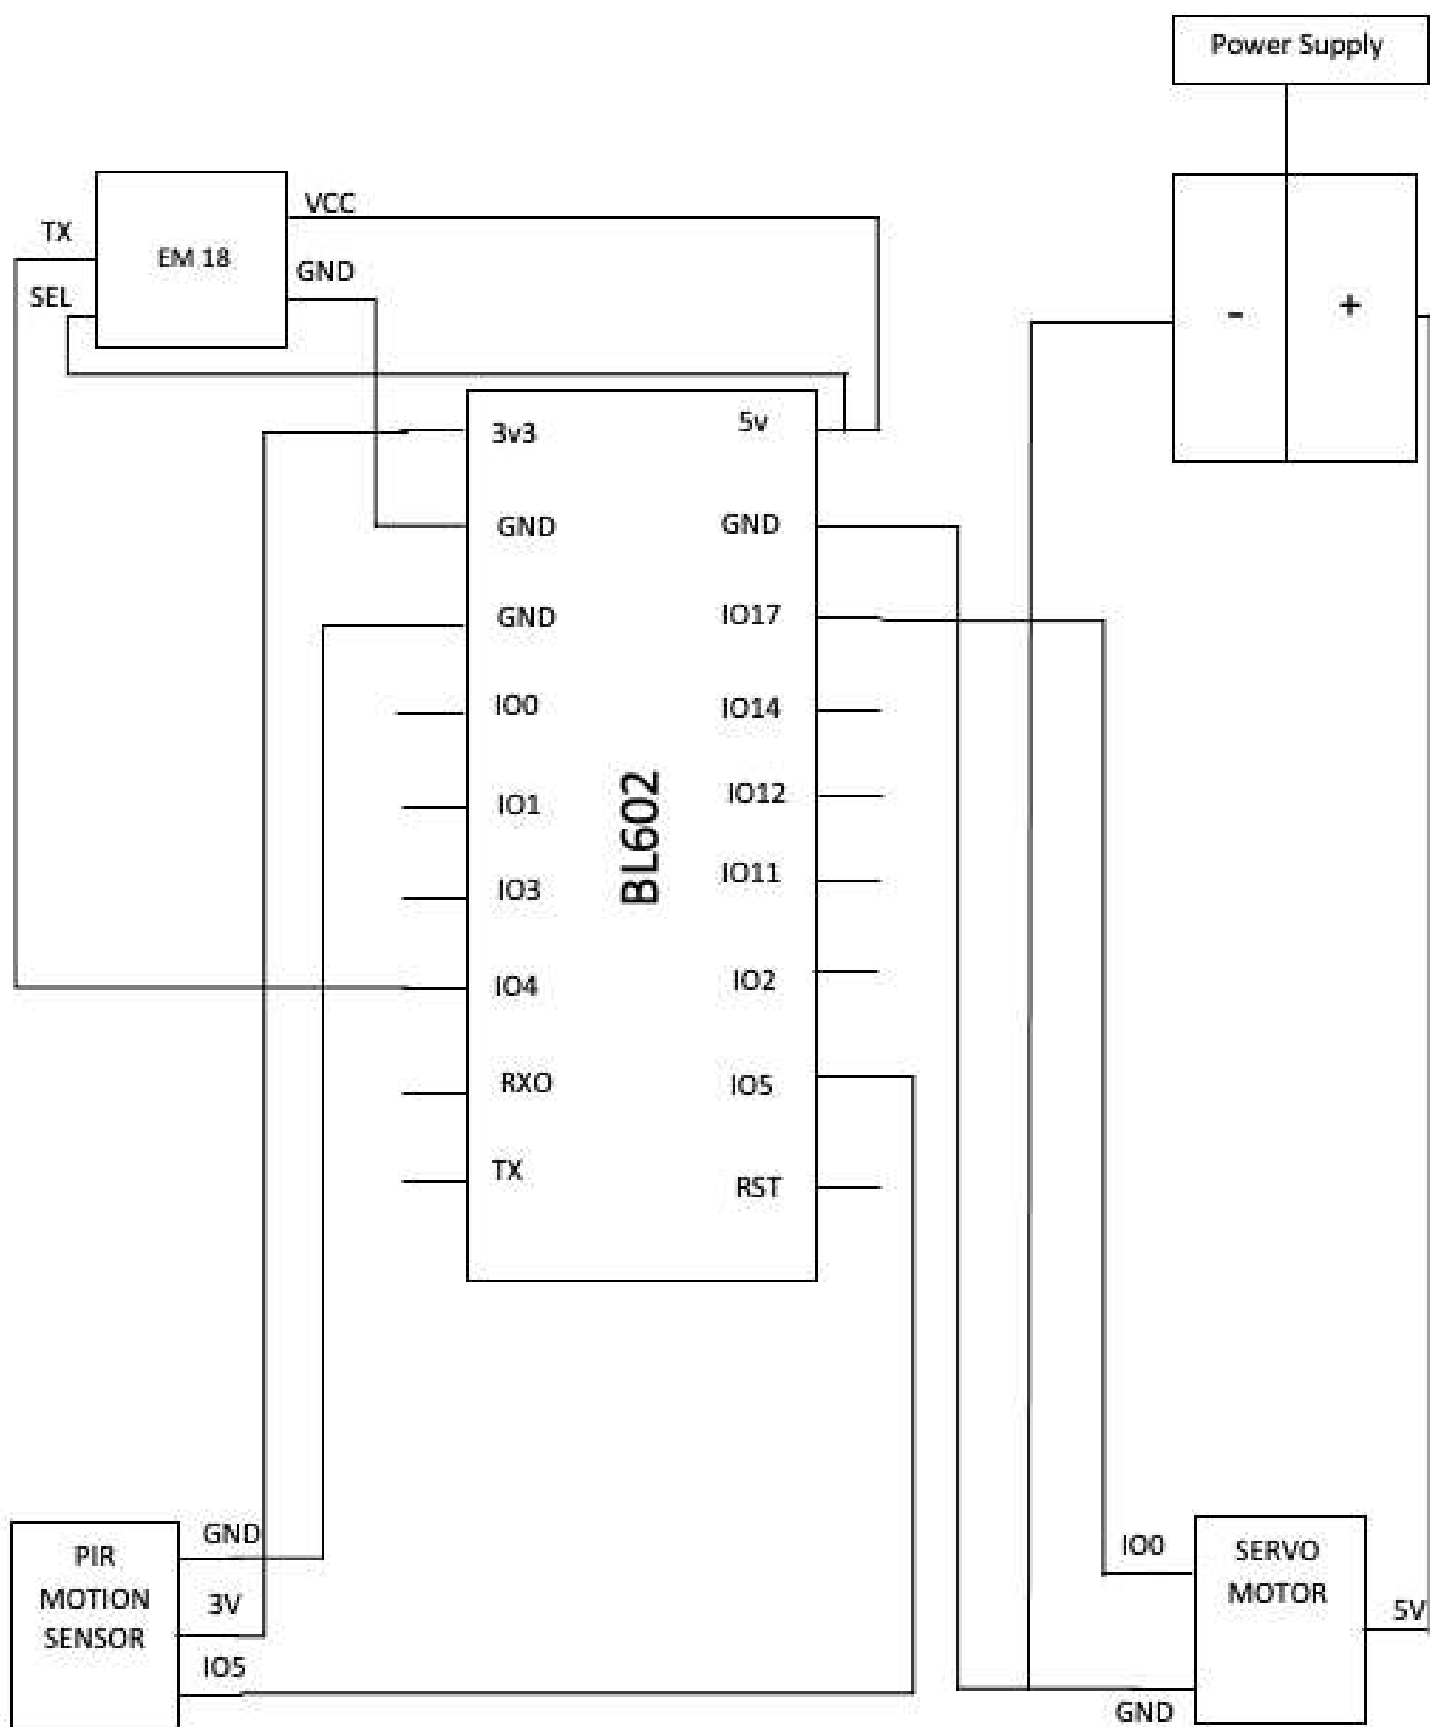 Power Supply
VCC
TX
EM 18
GND
SEL
-
+
3v3
5v
GND
GND
GND
IO17
IO0
IO14
IO1
IO12
BL602
IO3
IO11
IO4
IO2
RXO
IO5
TX
RST
GND
PIR
MOTION
SENSOR
3V
IO5
IO0
SERVO
MOTOR
5V
GND